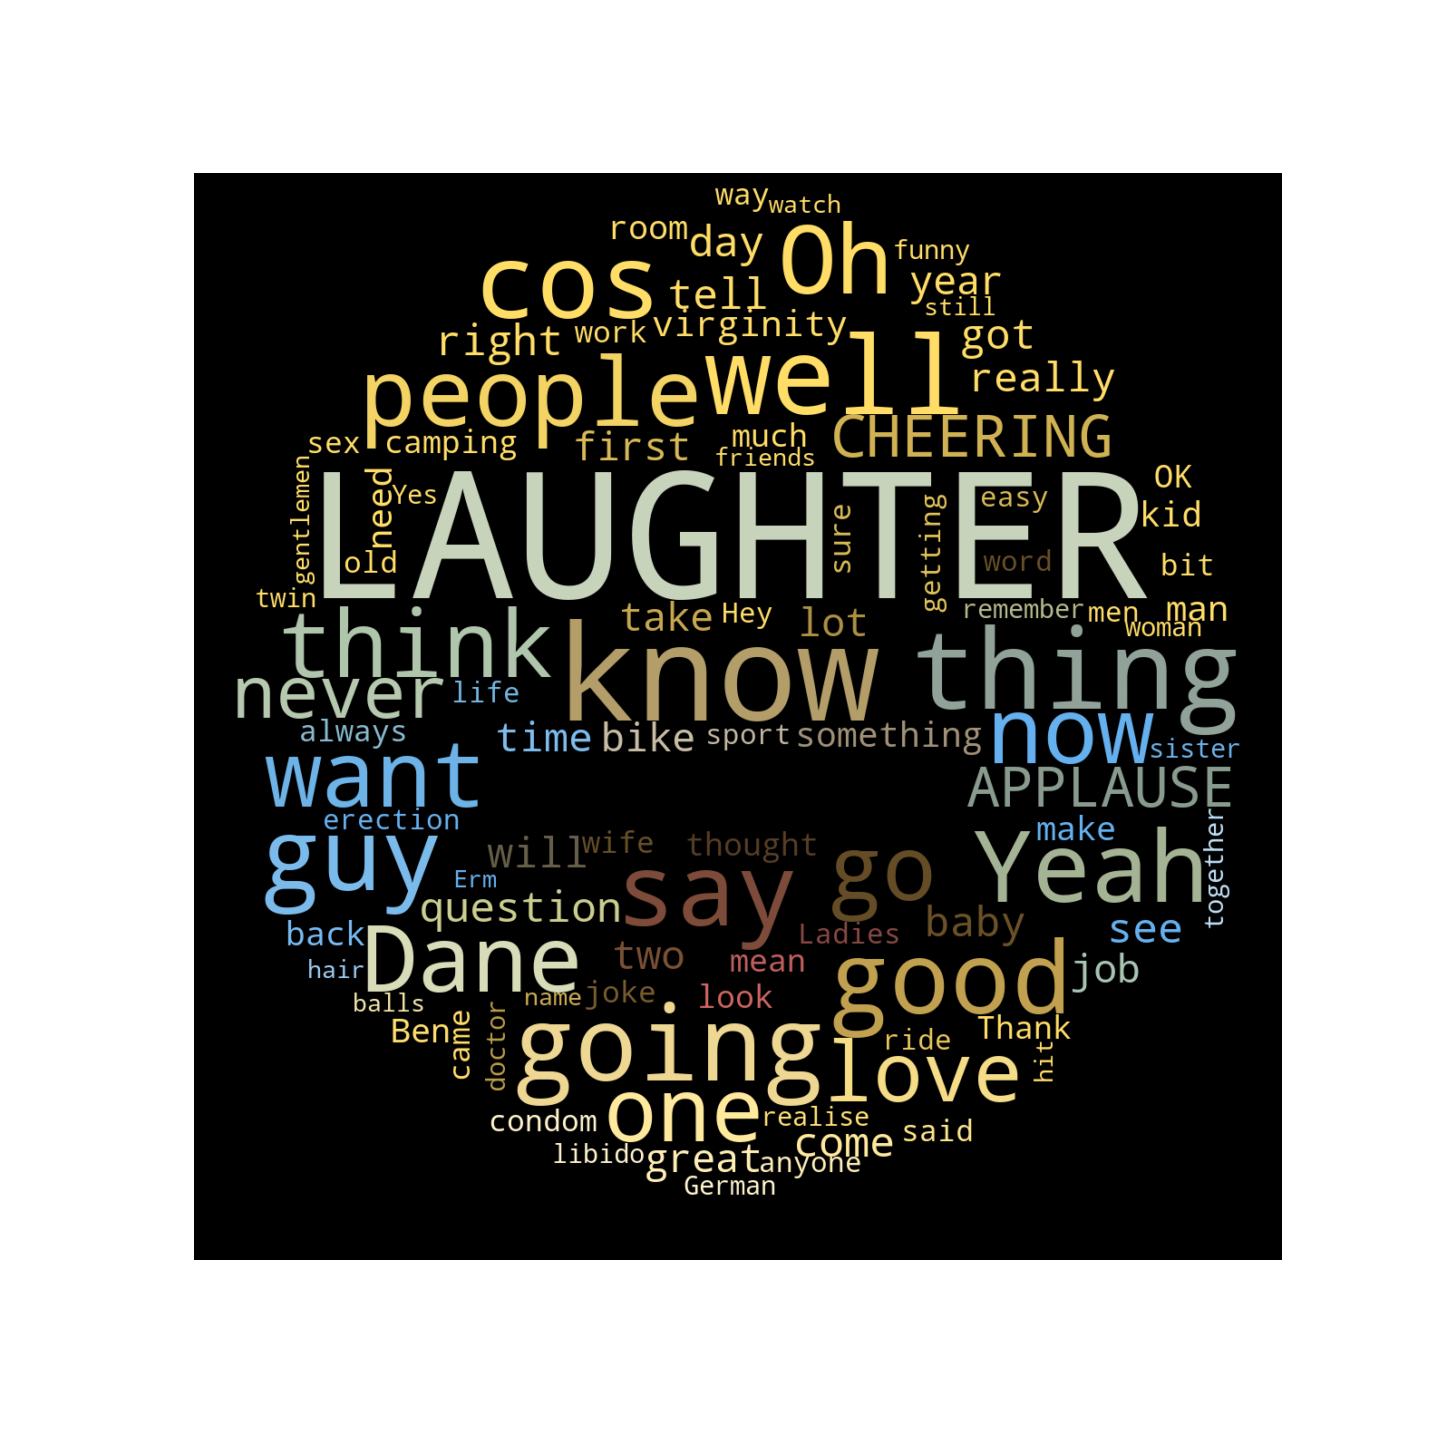 way
watch
room
day
Oh
funny
cos
tell
year
still
right
work
virginity
got
people
well
really
sex
camping
first
much
friends
CHEERING
gentlemen
need
Yes
LAUGHTER
sure
getting
easy
OK
kid
old
word
bit
twin
think
take
Hey
lot
remember
men
man
woman
never
life
know
thing
always
time
bike
sport
something
now
sister
want
APPLAUSE
erection
guy
Erm
will
wife
thought
say
go
Yeah
make
together
question
back
Dane
hair
two
Ladies
mean
baby
see
balls
name
joke
look
good
job
Ben
came
doctor
going
love
ride
Thank
hit
condom
one
realise
come
said
libido
great
anyone
German